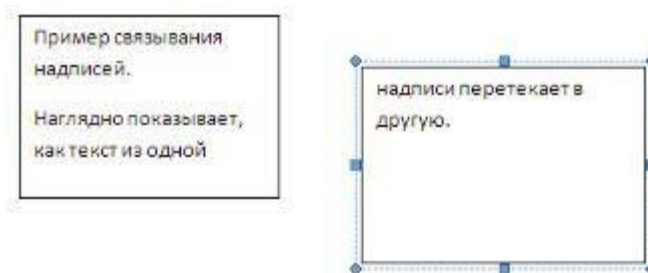 Пример связывания
надписей.
Наглядно показывает,
как текст из одной
надписи перетекает в
другую.